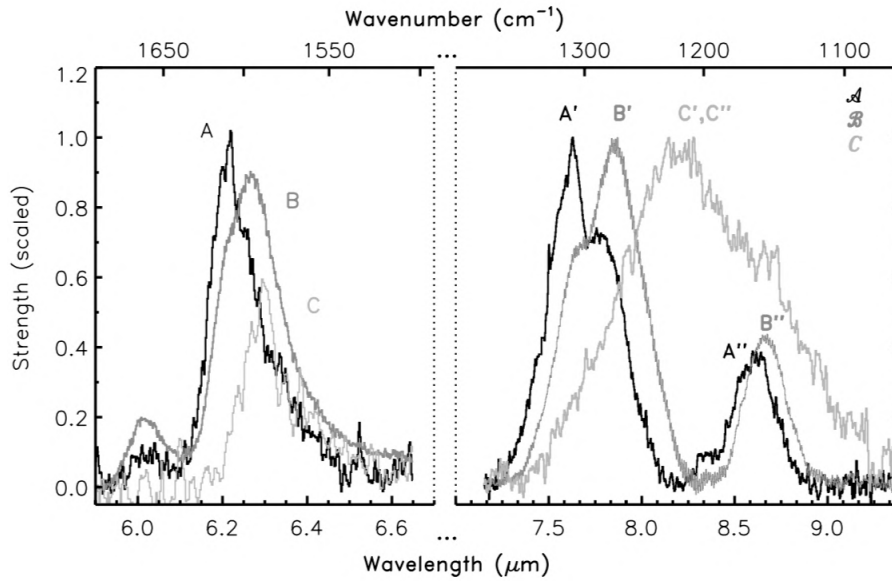 Wavenumber (cm⁻¹)
1650 1550 ... 1300 1200 1100
1.2
1.0
0.8
0.6
0.4
0.2
0.0
Strength (scaled)
A
B
C
A′ B′ C′,C″
A″ B″
𝒜
ℬ
𝒞
6.0 6.2 6.4 6.6 ... 7.5 8.0 8.5 9.0
Wavelength (μm)